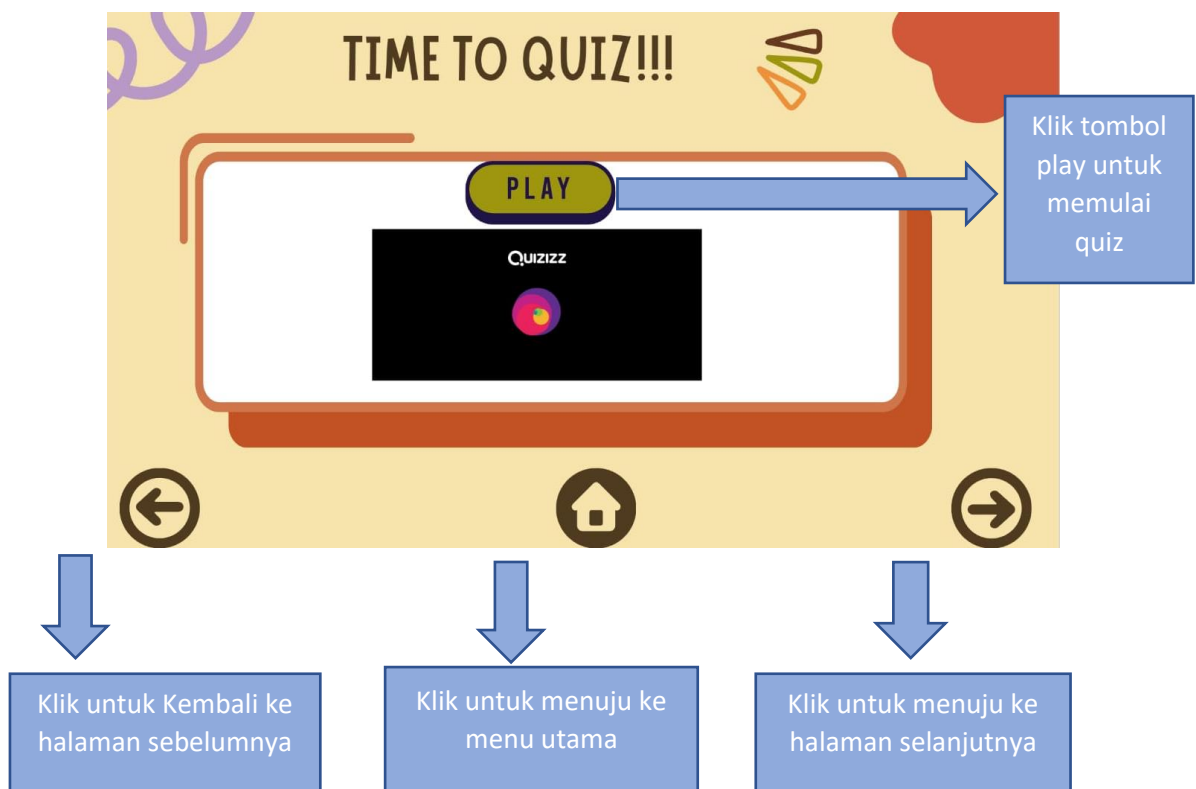 TIME TO QUIZ!!!
Klik tombol
play untuk
memulai
quiz
PLAY
Quizizz
Klik untuk Kembali ke
halaman sebelumnya
Klik untuk menuju ke
menu utama
Klik untuk menuju ke
halaman selanjutnya